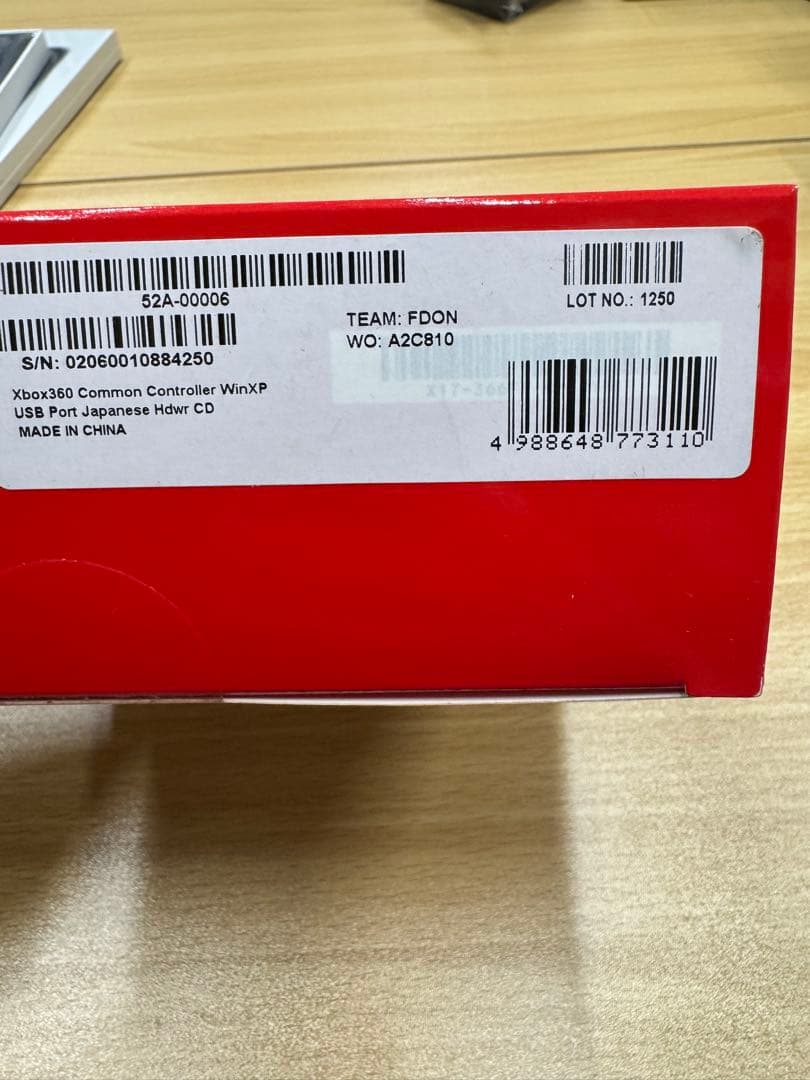 52A-00006
S/N: 02060010884250
Xbox360 Common Controller WinXP
USB Port Japanese Hdwr CD
MADE IN CHINA
TEAM: FDON
WO: A2C810
LOT NO.: 1250
4 988648 773110